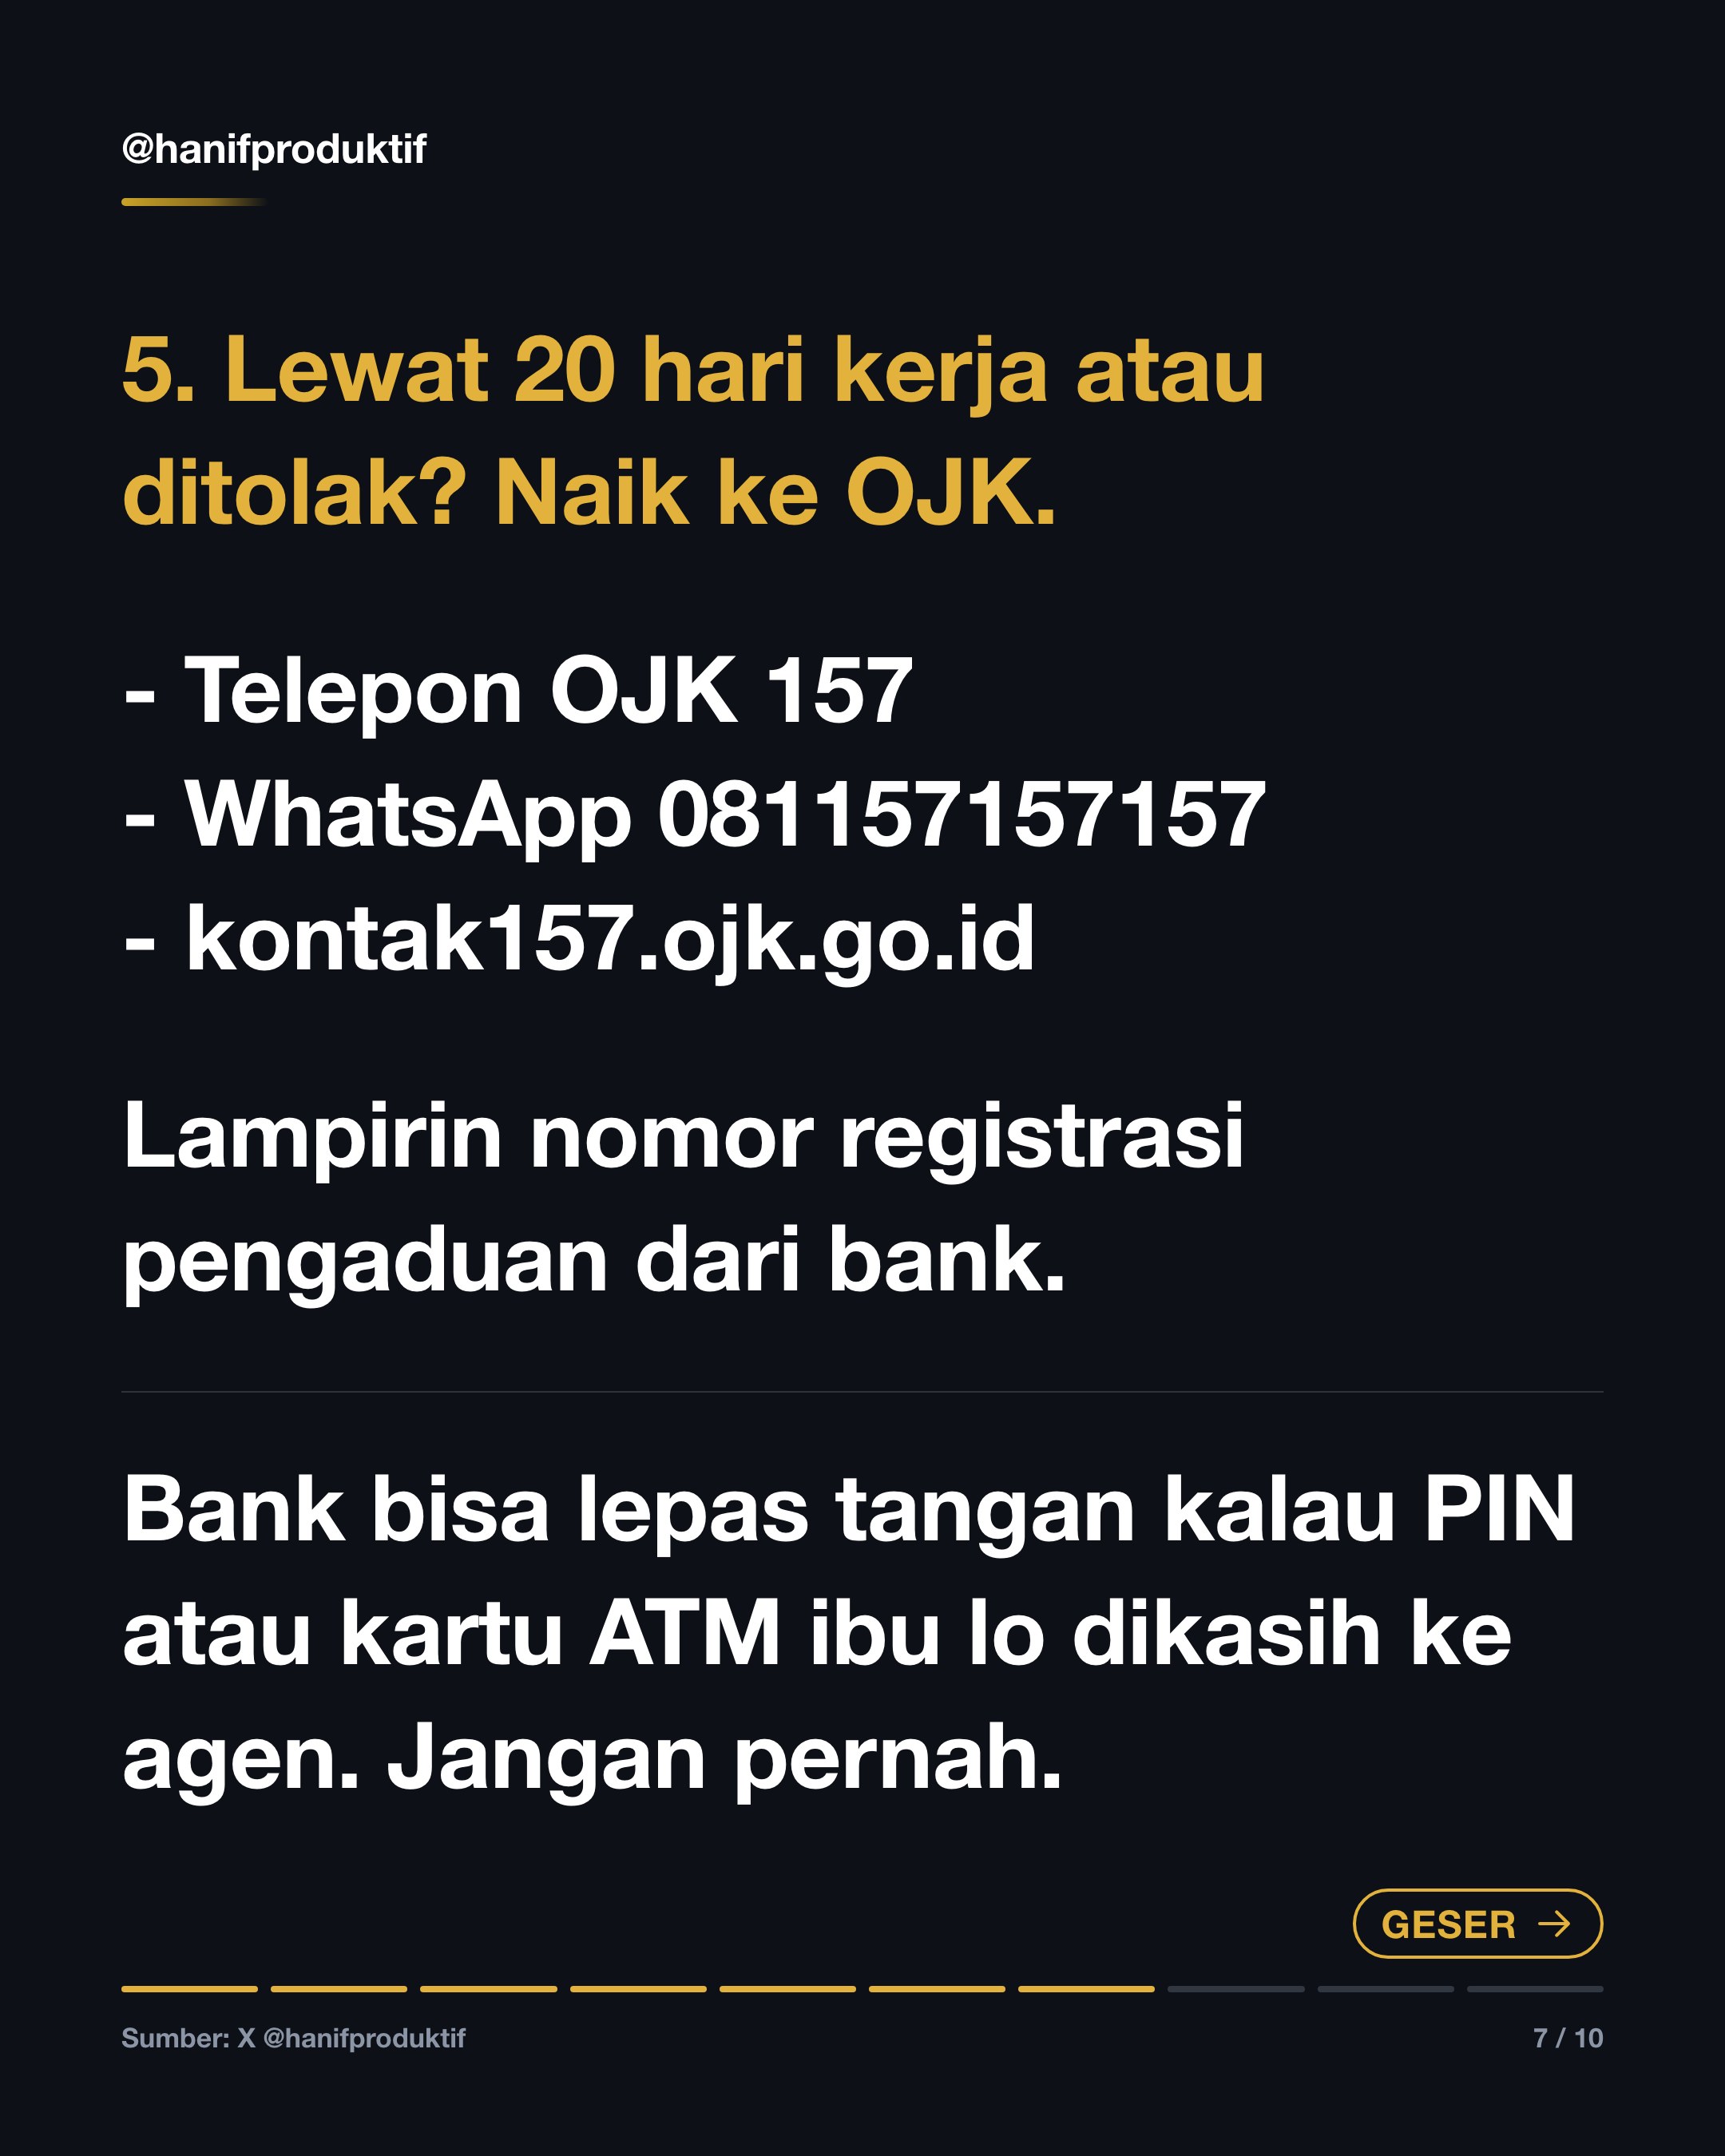 @hanifproduktif
5. Lewat 20 hari kerja atau
ditolak? Naik ke OJK.
- Telepon OJK 157
- WhatsApp 081157157157
- kontak157.ojk.go.id
Lampirin nomor registrasi
pengaduan dari bank.
Bank bisa lepas tangan kalau PIN
atau kartu ATM ibu lo dikasih ke
agen. Jangan pernah.
GESER →
Sumber: X @hanifproduktif
7 / 10